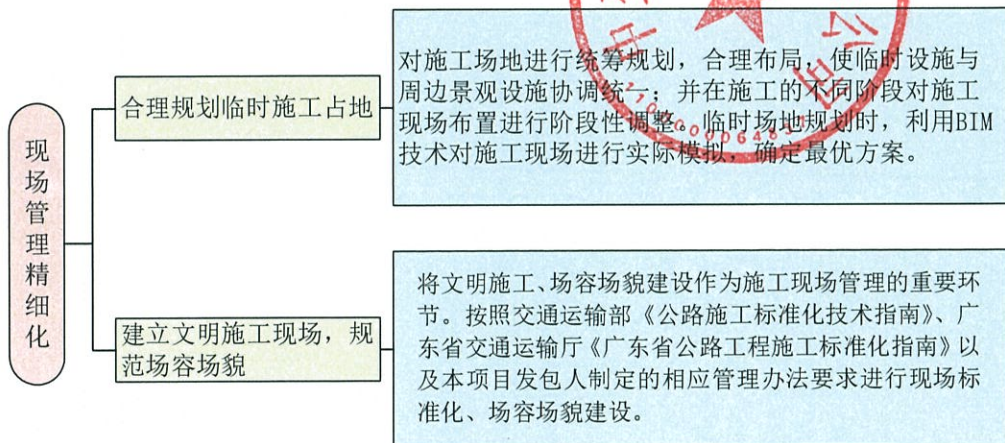 现
场
管
理
精
细
化
合理规划临时施工占地
对施工场地进行统筹规划，合理布局，使临时设施与
周边景观设施协调统一；并在施工的不同阶段对施工
现场布置进行阶段性调整。临时场地规划时，利用BIM
技术对施工现场进行实际模拟，确定最优方案。
建立文明施工现场，规
范场容场貌
将文明施工、场容场貌建设作为施工现场管理的重要环
节。按照交通运输部《公路施工标准化技术指南》、广
东省交通运输厅《广东省公路工程施工标准化指南》以
及本项目发包人制定的相应管理办法要求进行现场标
准化、场容场貌建设。
中
公司